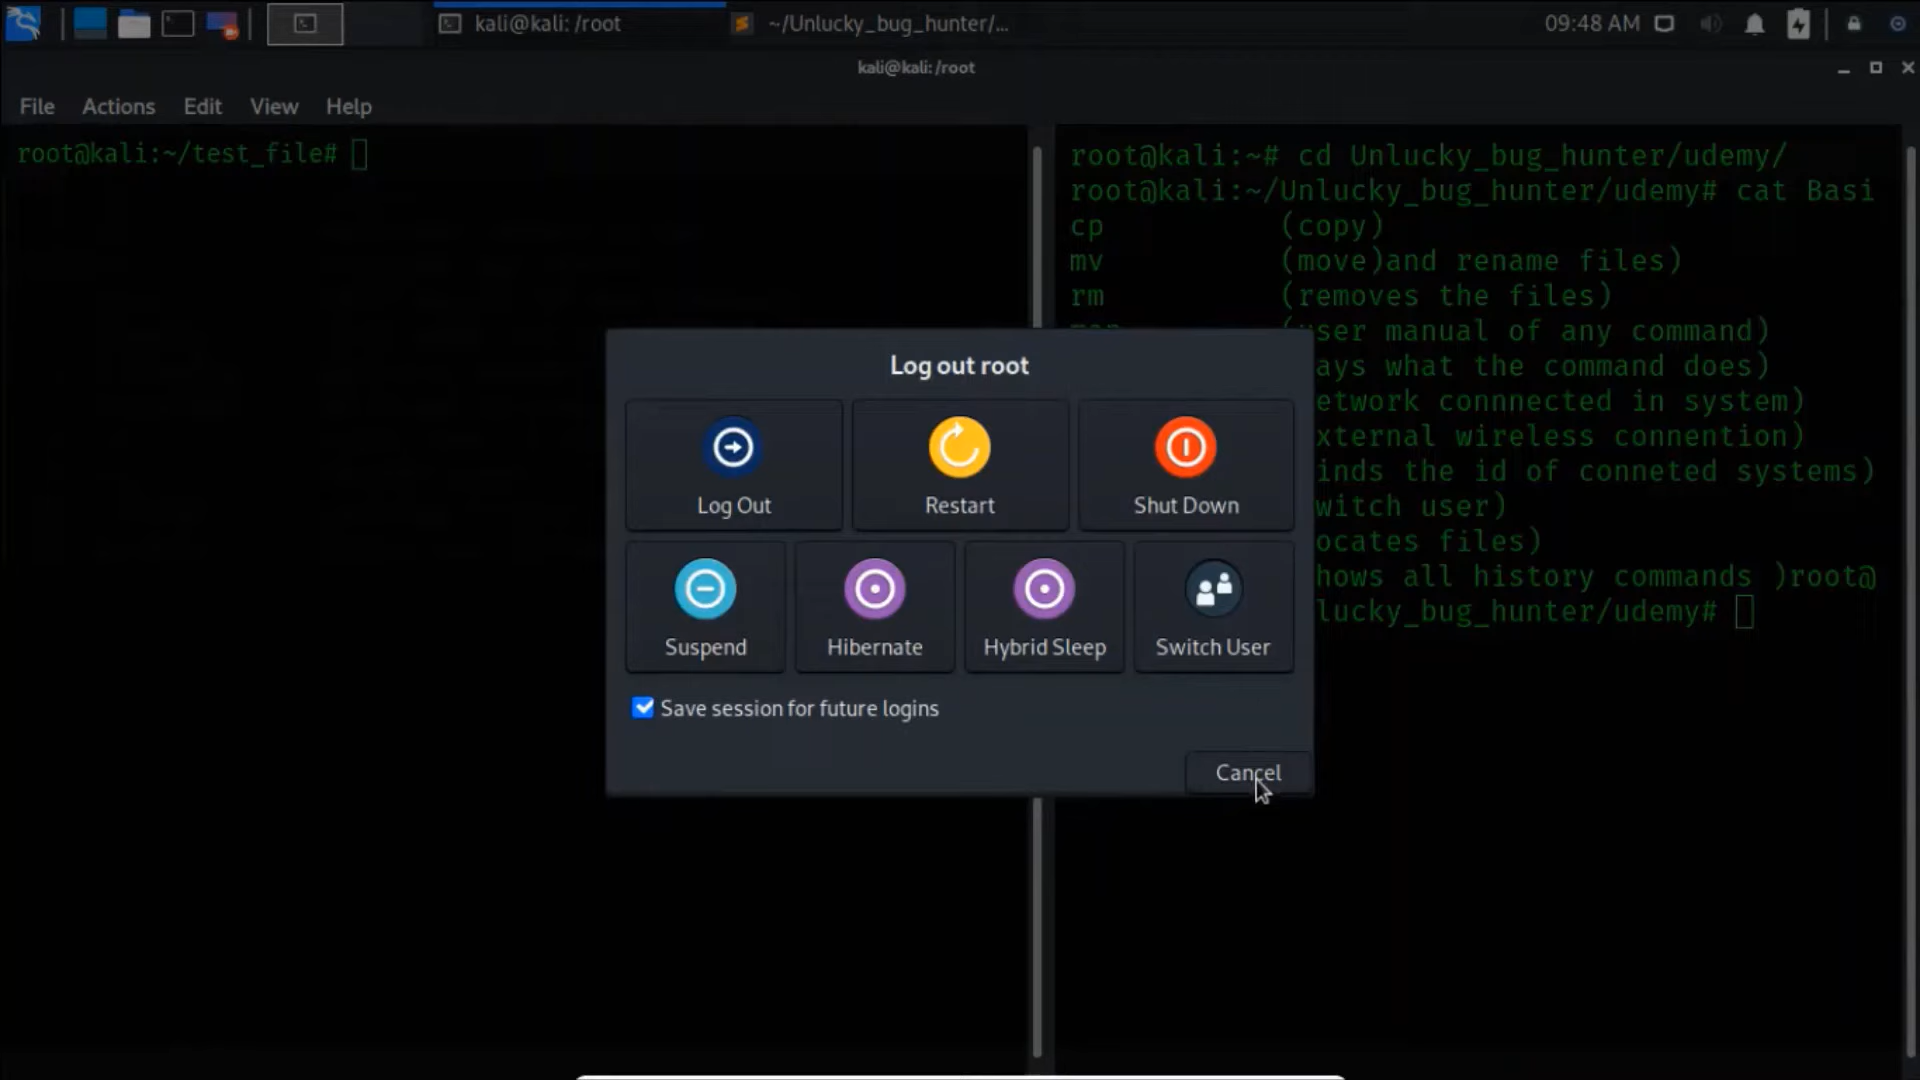 kali@kali: /root
~/Unlucky_bug_hunter/...
09:48 AM
kali@kali: /root
File Actions Edit View Help
root@kali:~/test_file#
root@kali:~# cd Unlucky_bug_hunter/udemy/
root@kali:~/Unlucky_bug_hunter/udemy# cat Basi
cp (copy)
mv (move)and rename files)
rm (removes the files)
(user manual of any command)
ays what the command does)
etwork connnected in system)
xternal wireless connention)
inds the id of conneted systems)
witch user)
ocates files)
hows all history commands )root@
lucky_bug_hunter/udemy#
Log out root
Log Out
Restart
Shut Down
Suspend
Hibernate
Hybrid Sleep
Switch User
Save session for future logins
Cancel